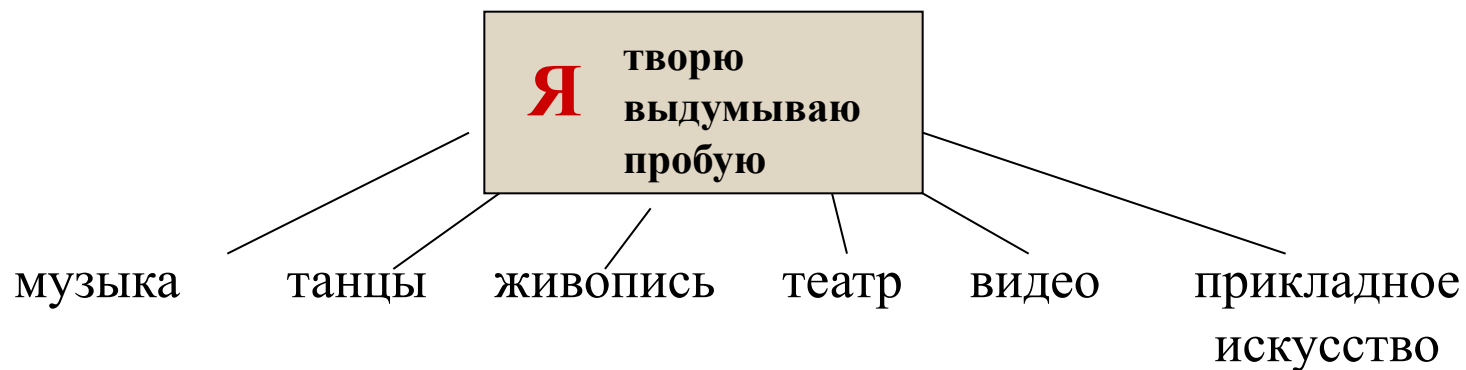 Я
творю
выдумываю
пробую
музыка танцы живопись театр видео прикладное
искусство